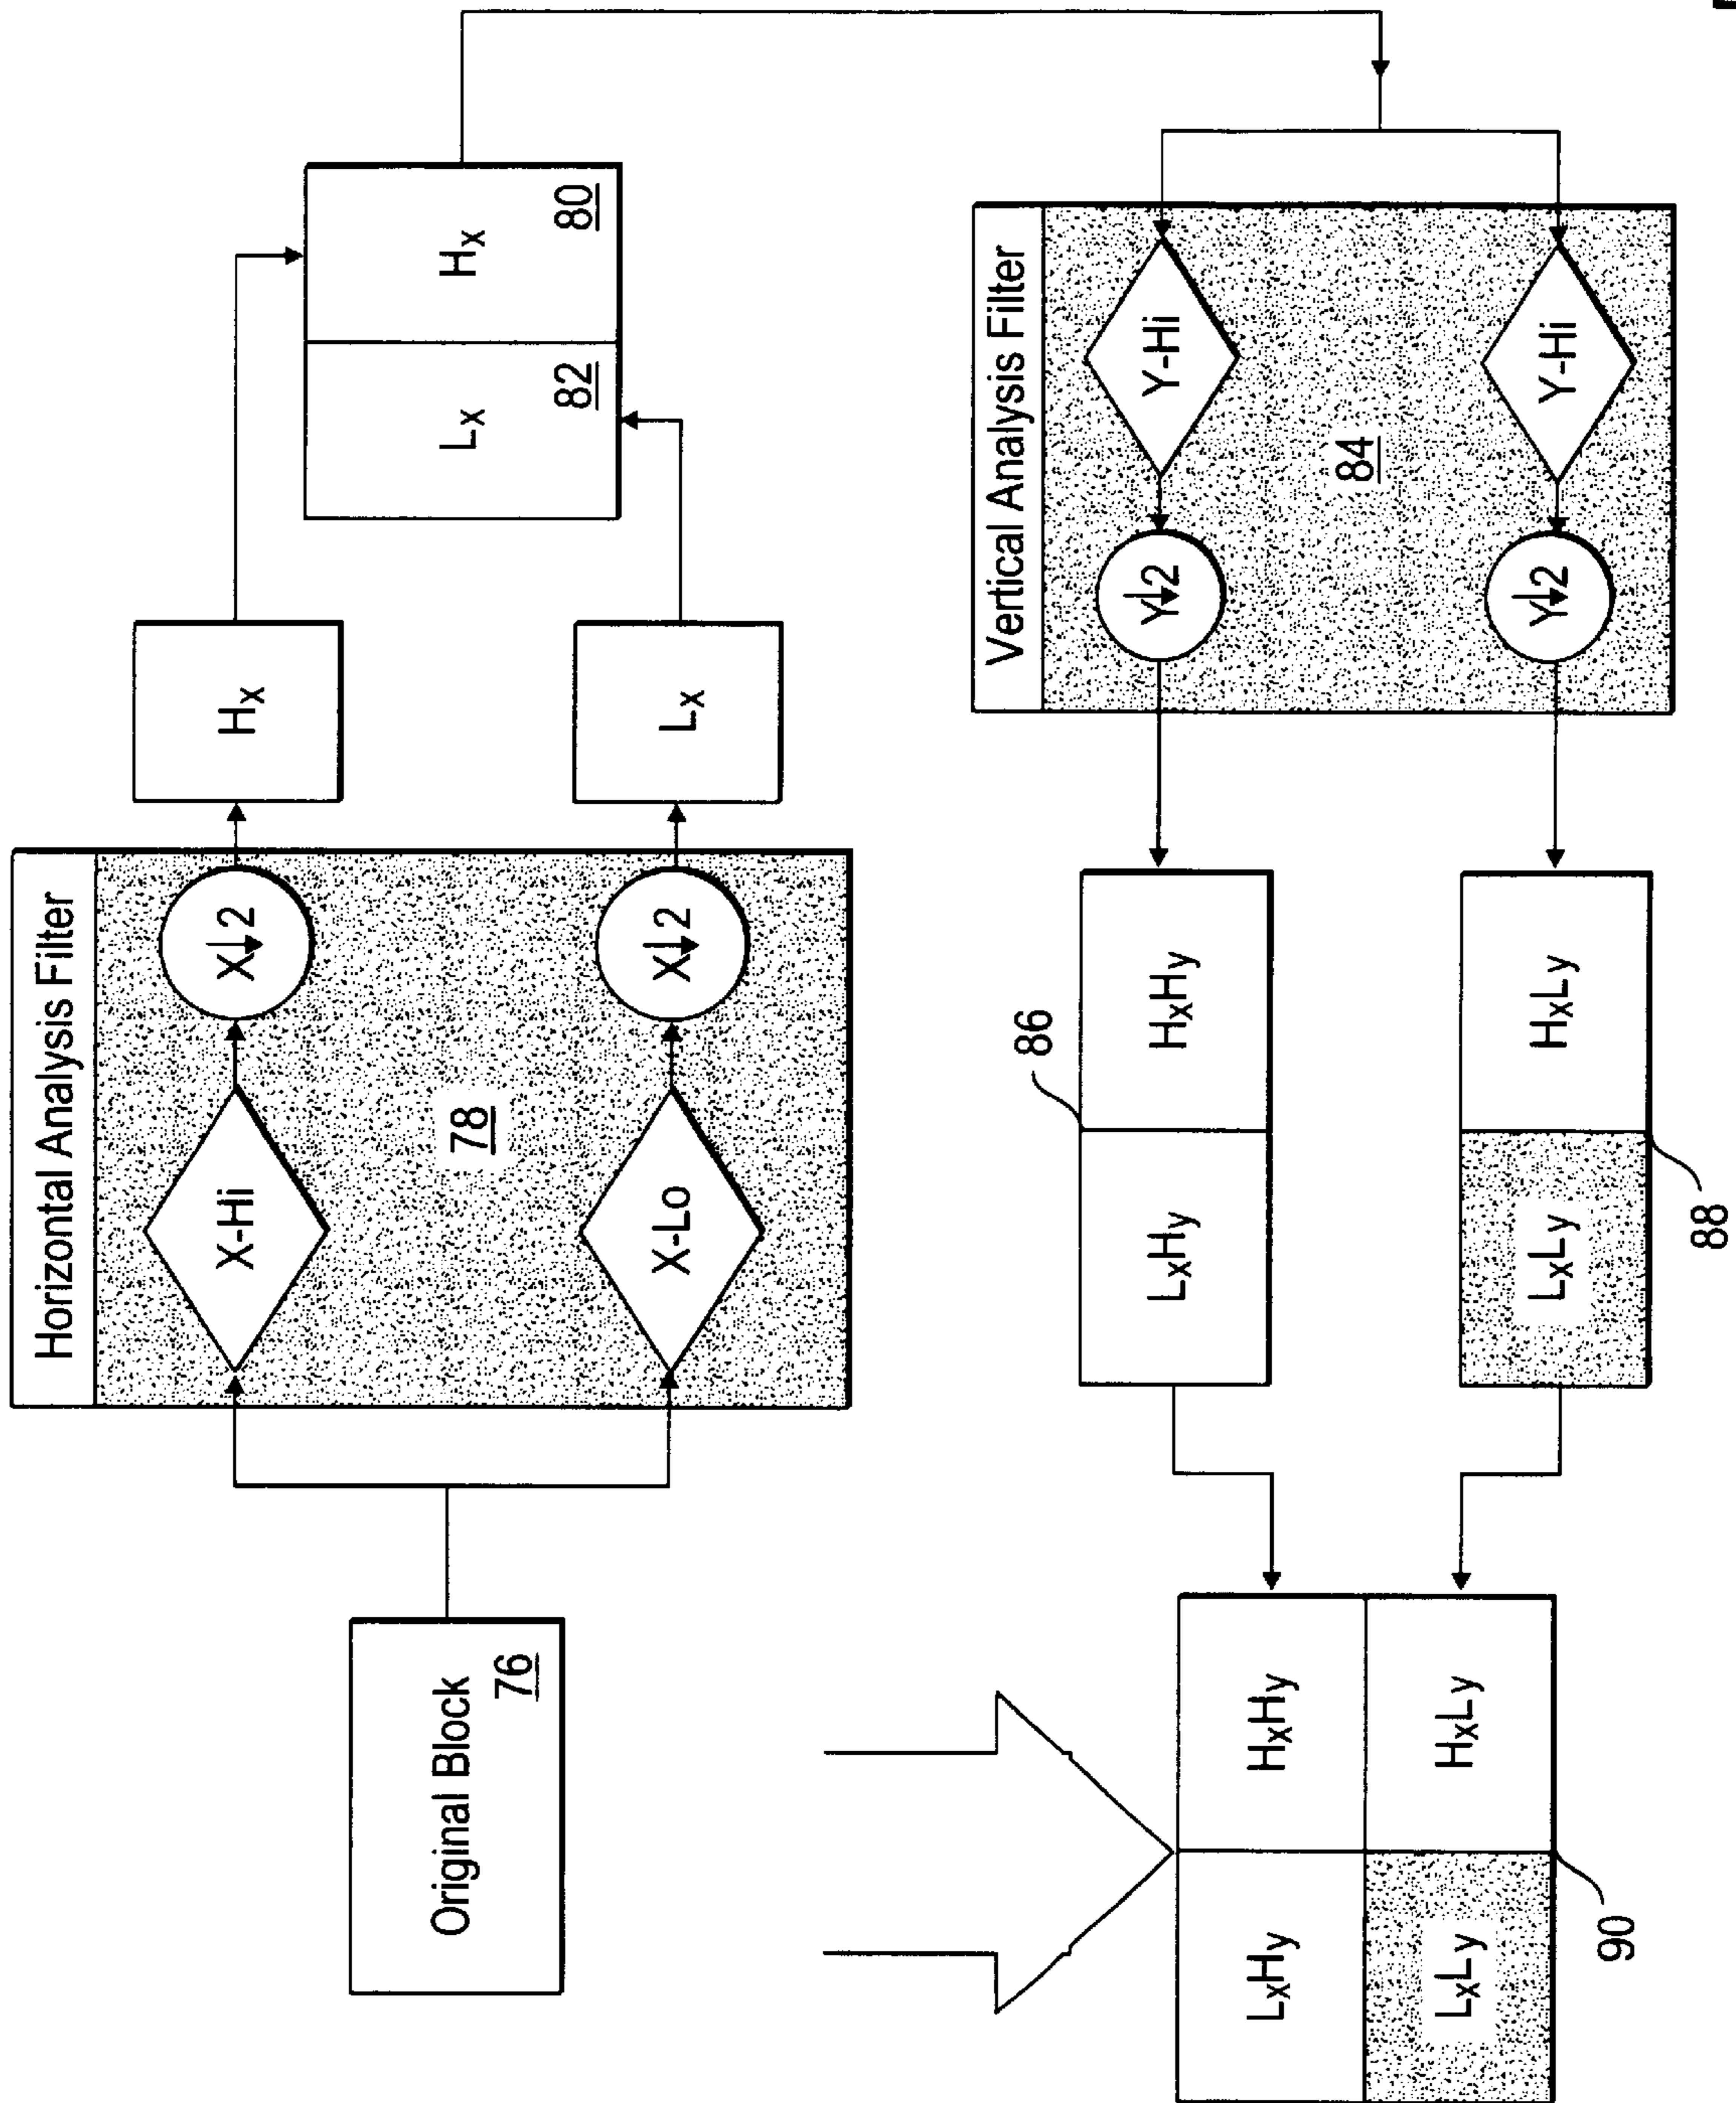 Horizontal Analysis Filter
Original Block
76
X-Hi
X↓2
78
X-Lo
X↓2
Hx
Lx
Lx
82
Hx
80
Vertical Analysis Filter
Y-Hi
Y↓2
84
Y-Hi
Y↓2
86
LxHy
HxHy
LxLy
HxLy
88
LxHy
HxHy
LxLy
HxLy
90